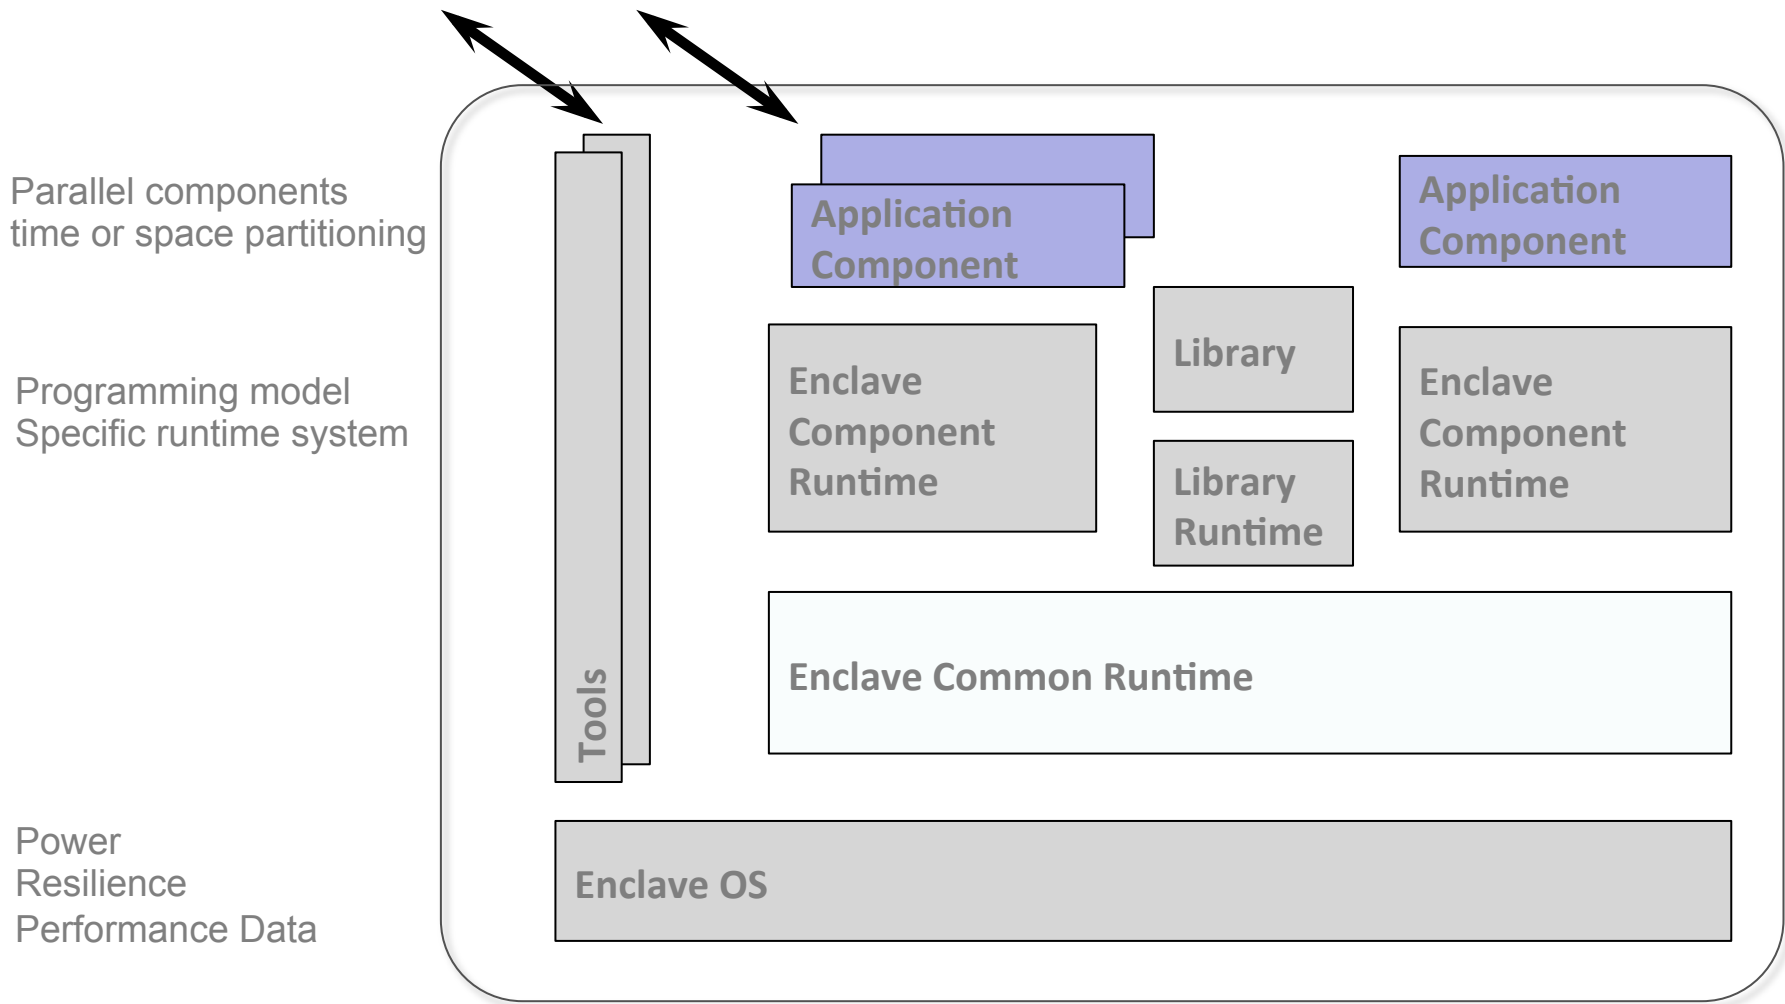 Parallel components
time or space partitioning
Application
Component
Application
Component
Programming model
Specific runtime system
Enclave
Component
Runtime
Library
Library
Runtime
Enclave
Component
Runtime
Tools
Enclave Common Runtime
Power
Resilience
Performance Data
Enclave OS